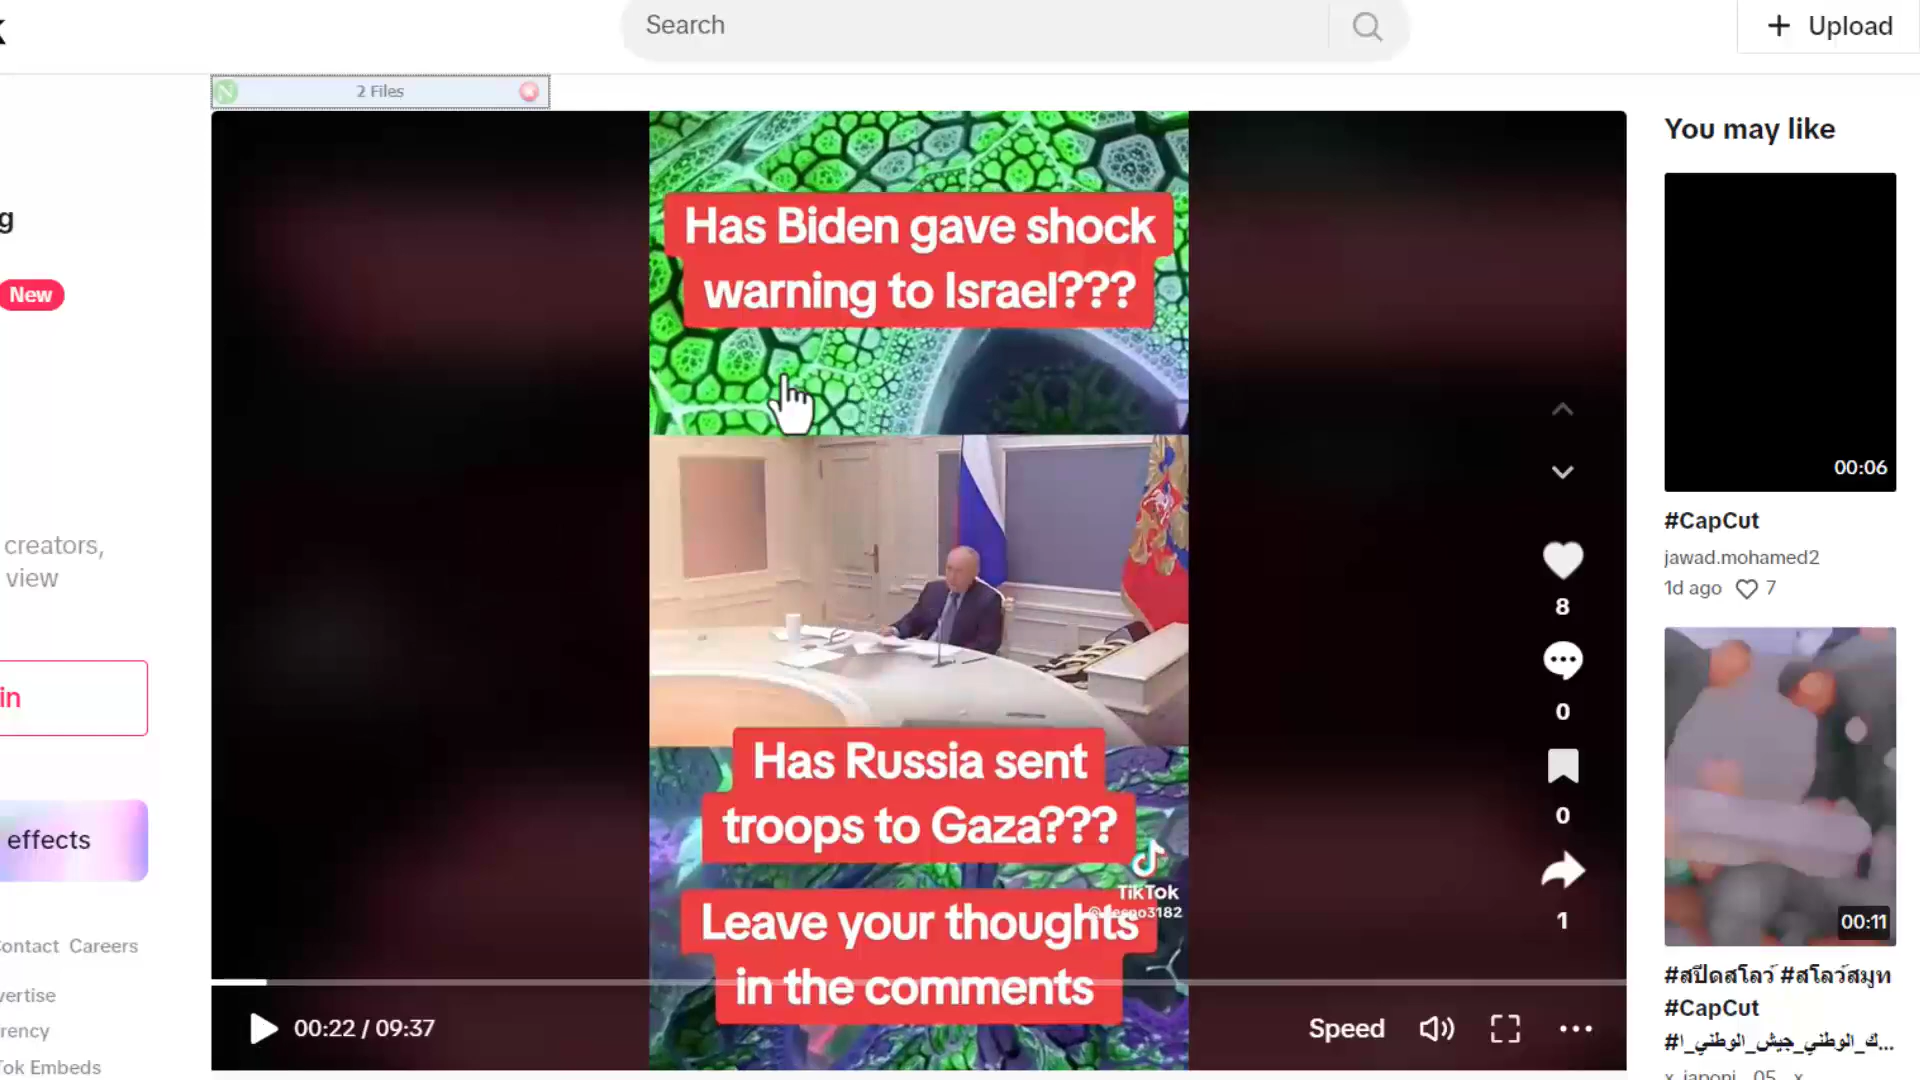 Search
Upload
2 Files
You may like
Has Biden gave shock
warning to Israel???
g
New
00:06
#CapCut
jawad.mohamed2
1d ago 7
creators,
view
8
in
0
Has Russia sent
troops to Gaza???
0
effects
TikTok
Leave your thoughts
in the comments
1
00:11
ontact Careers
#สปีดสโลว์ #สโลว์สมูท
#CapCut
vertise
00:22 / 09:37
Speed
rency
#ك_الوطني_جيش_الوطني_ا...
Tok Embeds